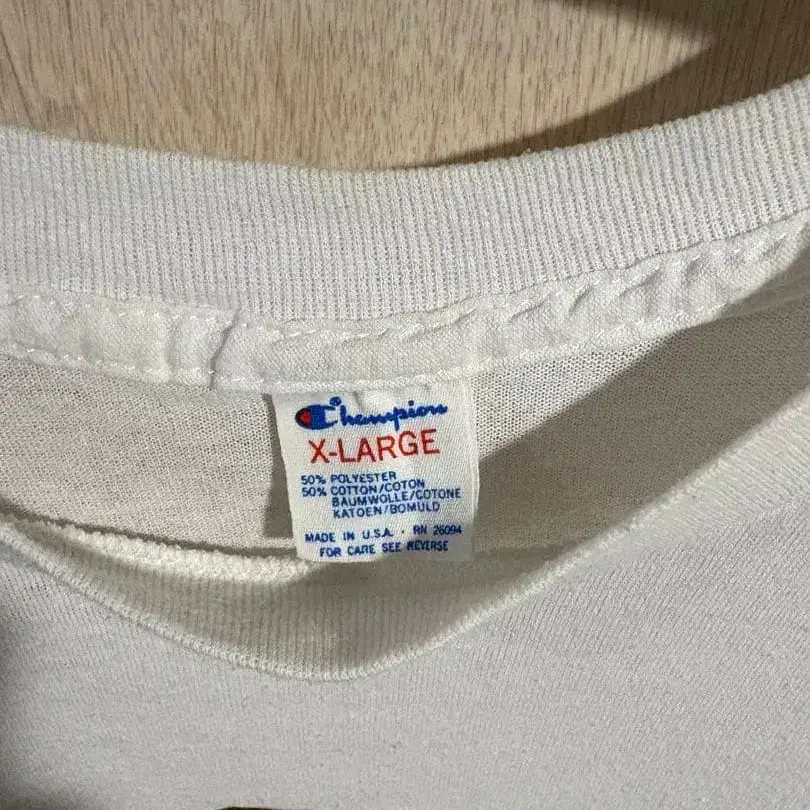 Champion®
X-LARGE
50% POLYESTER
50% COTTON/COTON
BAUMWOLLE/COTONE
KATOEN/BOMULD
MADE IN U.S.A. · RN 26094
FOR CARE SEE REVERSE